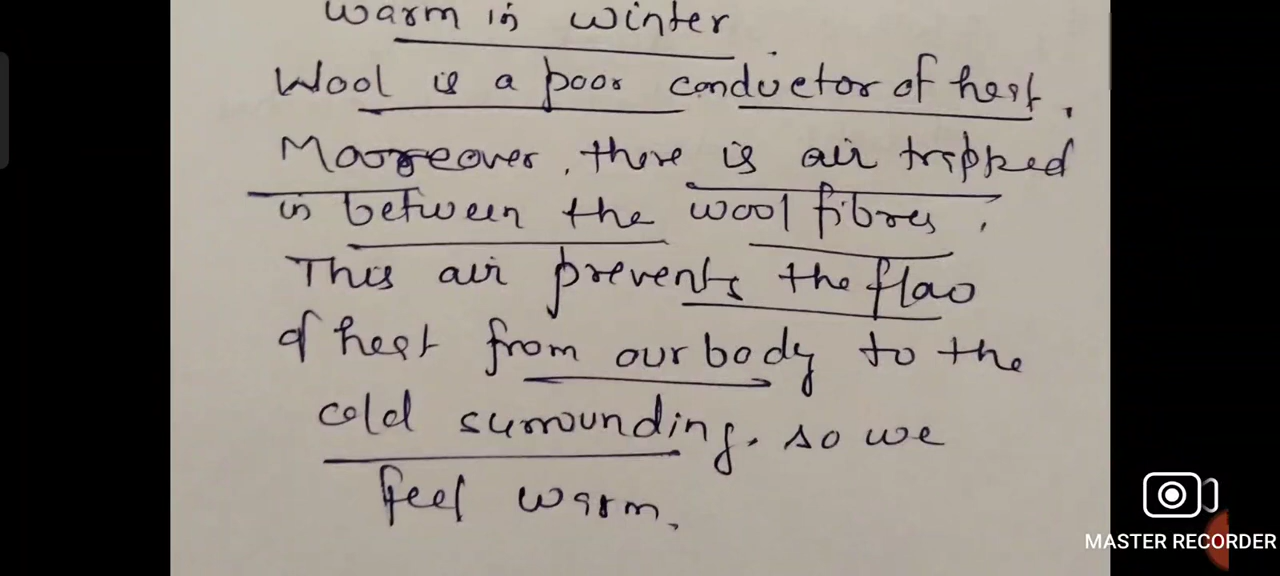 warm in winter
Wool is a poor conductor of heat.
Moreover, there is air trapped
in between the wool fibres.
This air prevents the flow
of heat from our body to the
cold surrounding. so we
feel warm.
MASTER RECORDER